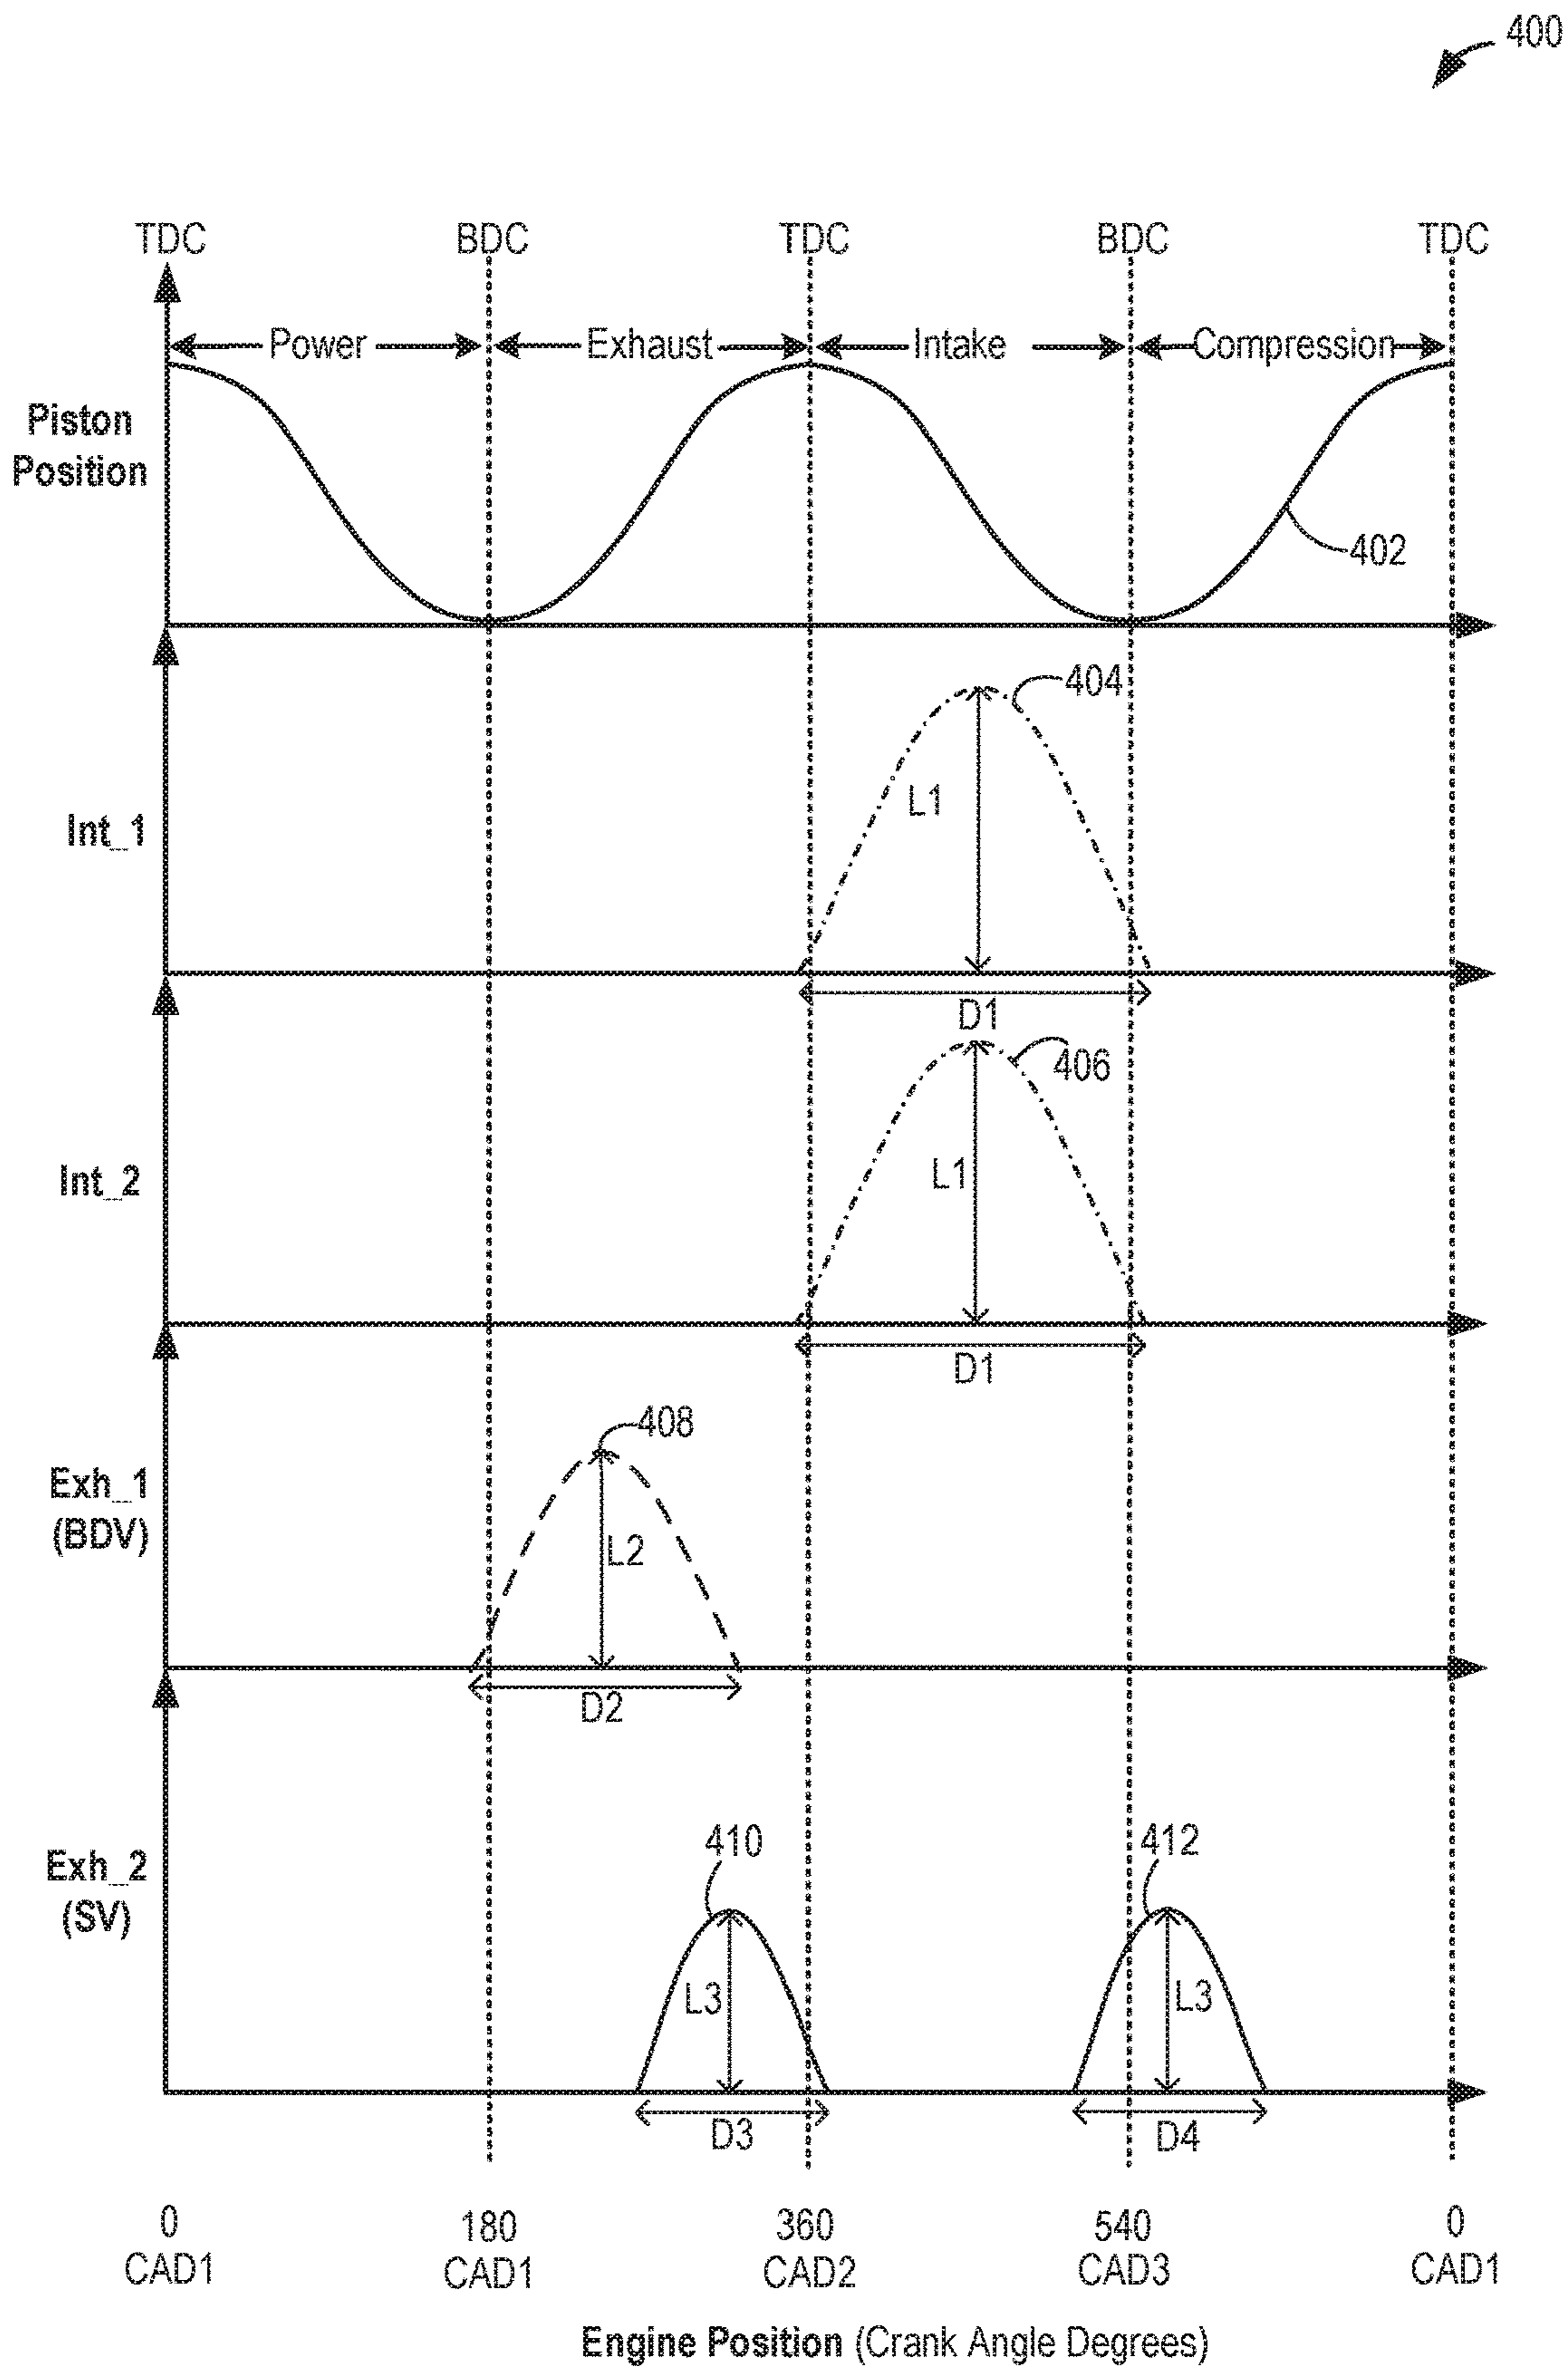 400
TDC BDC TDC BDC TDC
Power Exhaust Intake Compression
Piston
Position
402
404
L1
Int_1
D1
406
L1
Int_2
D1
408
Exh_1
(BDV)
L2
D2
410 412
Exh_2
(SV)
L3 L3
D3 D4
0 180 360 540 0
CAD1 CAD1 CAD2 CAD3 CAD1
Engine Position (Crank Angle Degrees)